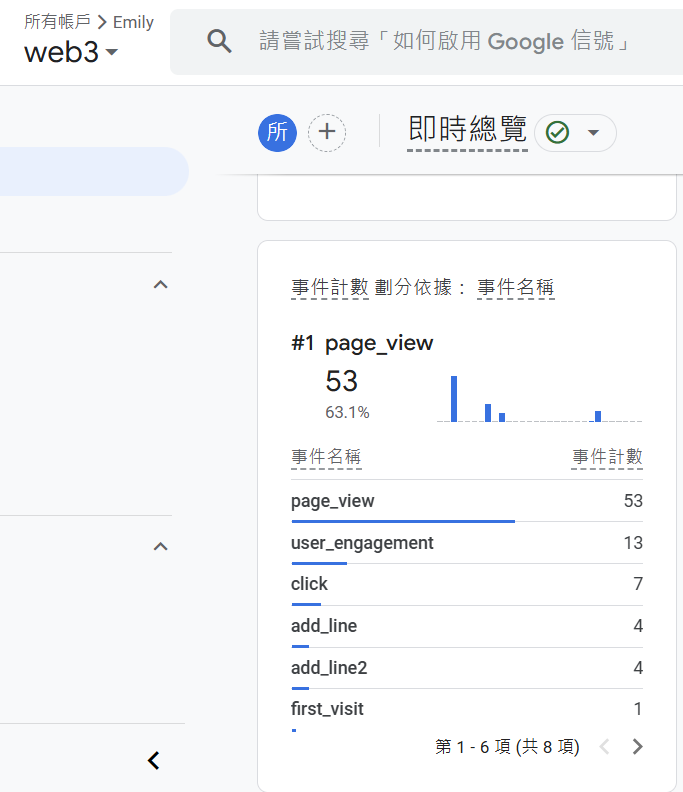 所有帳戶 > Emily
web3
請嘗試搜尋「如何啟用 Google 信號」
所 + 即時總覽
事件計數 劃分依據： 事件名稱
#1 page_view
53
63.1%
事件名稱 事件計數
page_view 53
user_engagement 13
click 7
add_line 4
add_line2 4
first_visit 1
第 1 - 6 項 (共 8 項)